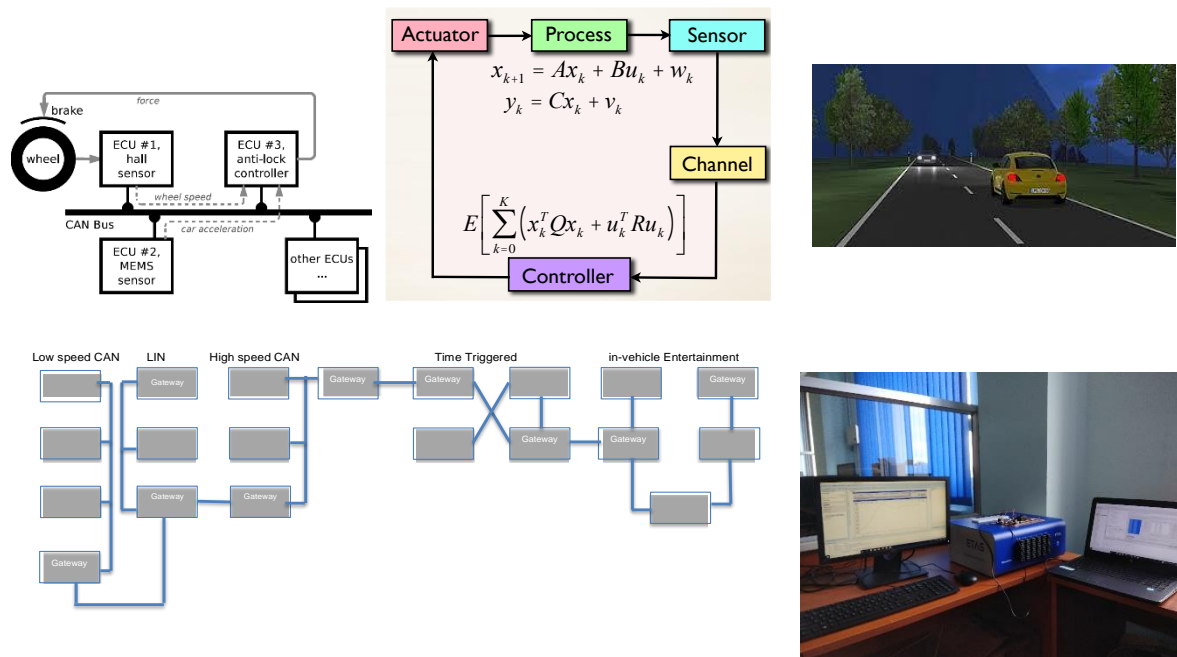 force
brake
wheel
ECU #1,
hall
sensor
ECU #3,
anti-lock
controller
wheel speed
CAN Bus
car acceleration
ECU #2,
MEMS
sensor
other ECUs
...
Actuator
Process
Sensor
x_{k+1} = Ax_k + Bu_k + w_k
y_k = Cx_k + v_k
Channel
E[∑_{k=0}^{K}(x_k^T Qx_k + u_k^T Ru_k)]
Controller
Low speed CAN
LIN
High speed CAN
Time Triggered
in-vehicle Entertainment
Gateway
Gateway
Gateway
Gateway
Gateway
Gateway
Gateway
Gateway
Gateway
ETAS